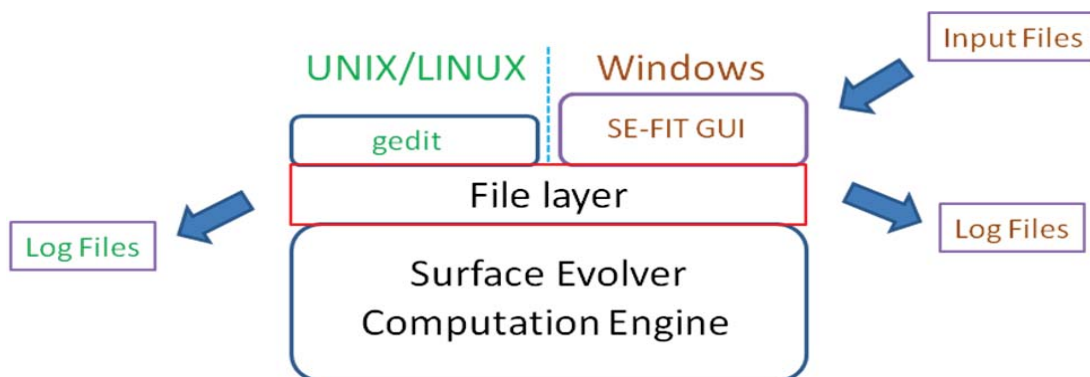 UNIX/LINUX
Windows
Input Files
gedit
SE-FIT GUI
File layer
Log Files
Log Files
Surface Evolver
Computation Engine